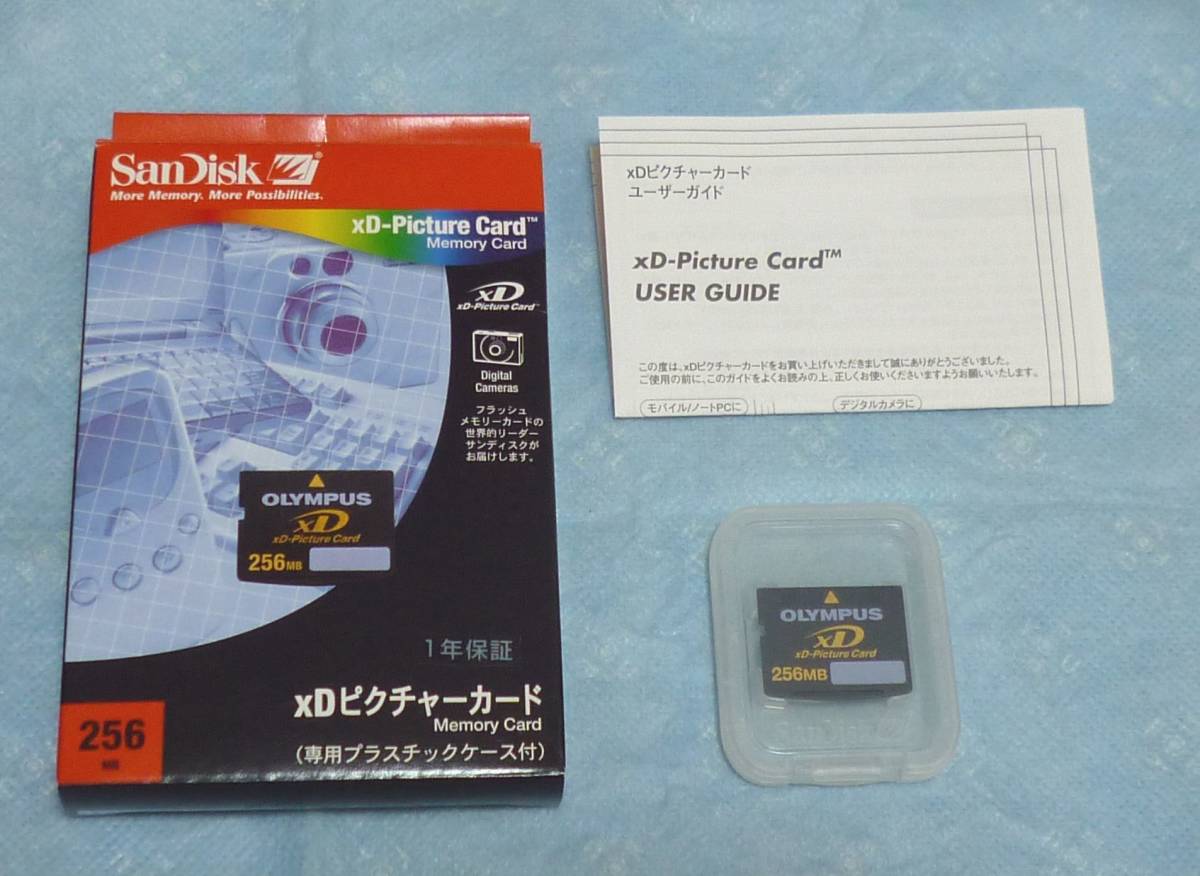 SanDisk®
More Memory. More Possibilities.
xD-Picture Card™
Memory Card
xD
xD-Picture Card™
Digital
Cameras
フラッシュ
メモリーカードの
世界的リーダー
サンディスクが
お届けします。
OLYMPUS
xD
xD-Picture Card
256MB
1年保証
xDピクチャーカード
Memory Card
(専用プラスチックケース付)
256
MB
xDピクチャーカード
ユーザーガイド
xD-Picture Card™
USER GUIDE
この度は、xDピクチャーカードをお買い上げいただきまして誠にありがとうございました。
ご使用の前に、このガイドをよくお読みの上、正しくお使いくださいますようお願いいたします。
モバイル/ノートPCに
デジタルカメラに
OLYMPUS
xD
xD-Picture Card
256MB